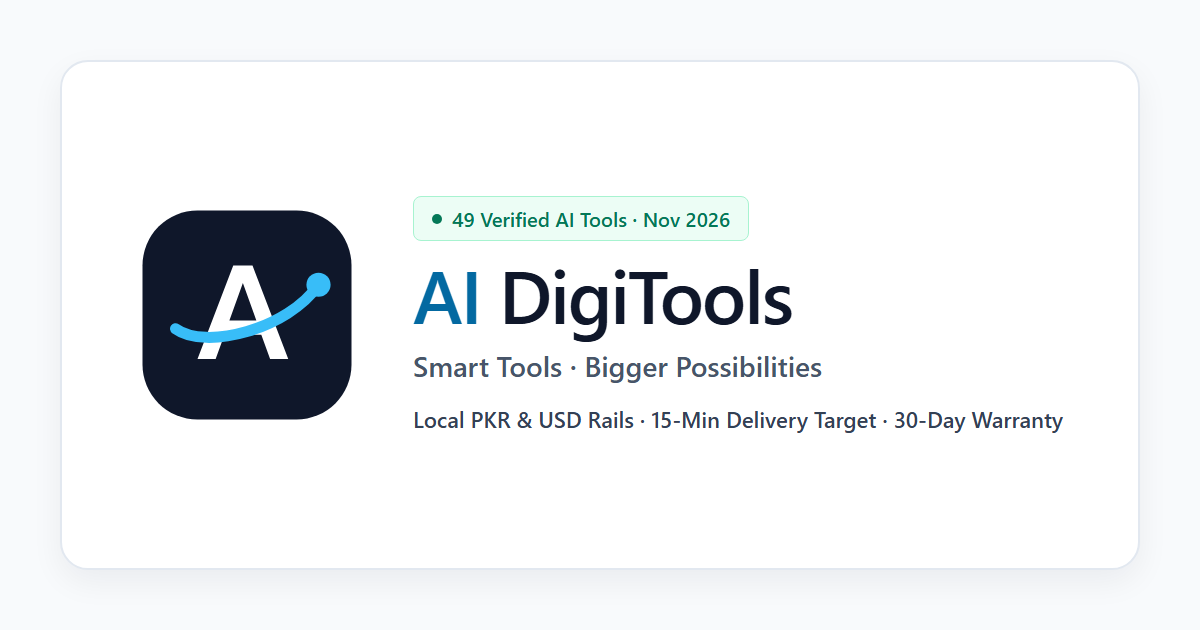 A
49 Verified AI Tools · Nov 2026
AI DigiTools
Smart Tools · Bigger Possibilities
Local PKR & USD Rails · 15-Min Delivery Target · 30-Day Warranty